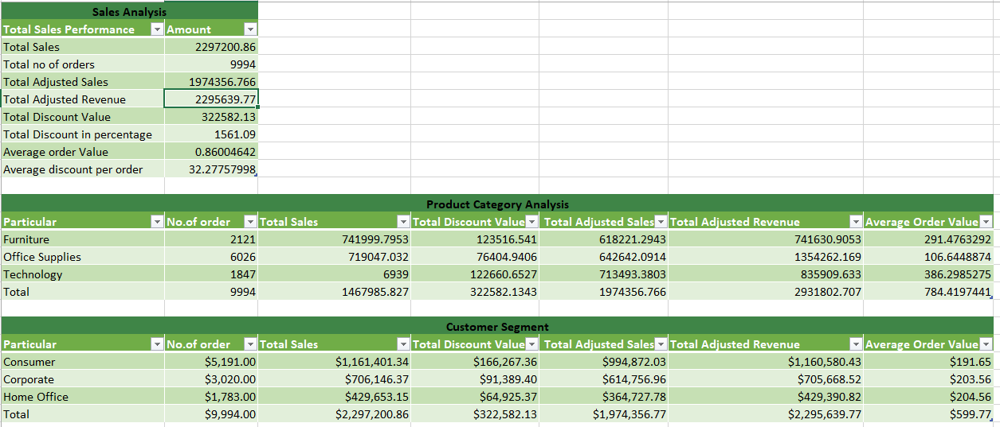 Sales Analysis
Total Sales Performance Amount
Total Sales 2297200.86
Total no of orders 9994
Total Adjusted Sales 1974356.766
Total Adjusted Revenue 2295639.77
Total Discount Value 322582.13
Total Discount in percentage 1561.09
Average order Value 0.86004642
Average discount per order 32.27757998
Product Category Analysis
Particular No.of order Total Sales Total Discount Value Total Adjusted Sales Total Adjusted Revenue Average Order Value
Furniture 2121 741999.7953 123516.541 618221.2943 741630.9053 291.4763292
Office Supplies 6026 719047.032 76404.9406 642642.0914 1354262.169 106.6448874
Technology 1847 6939 122660.6527 713493.3803 835909.633 386.2985275
Total 9994 1467985.827 322582.1343 1974356.766 2931802.707 784.4197441
Customer Segment
Particular No.of order Total Sales Total Discount Value Total Adjusted Sales Total Adjusted Revenue Average Order Value
Consumer $5,191.00 $1,161,401.34 $166,267.36 $994,872.03 $1,160,580.43 $191.65
Corporate $3,020.00 $706,146.37 $91,389.40 $614,756.96 $705,668.52 $203.56
Home Office $1,783.00 $429,653.15 $64,925.37 $364,727.78 $429,390.82 $204.56
Total $9,994.00 $2,297,200.86 $322,582.13 $1,974,356.77 $2,295,639.77 $599.77